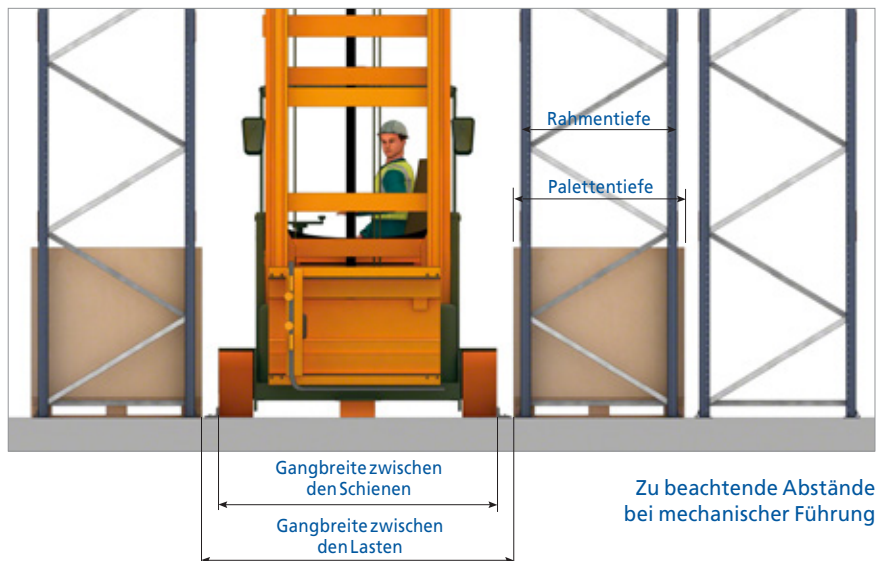 Rahmentiefe
Palettentiefe
Gangbreite zwischen
den Schienen
Zu beachtende Abstände
bei mechanischer Führung
Gangbreite zwischen
den Lasten